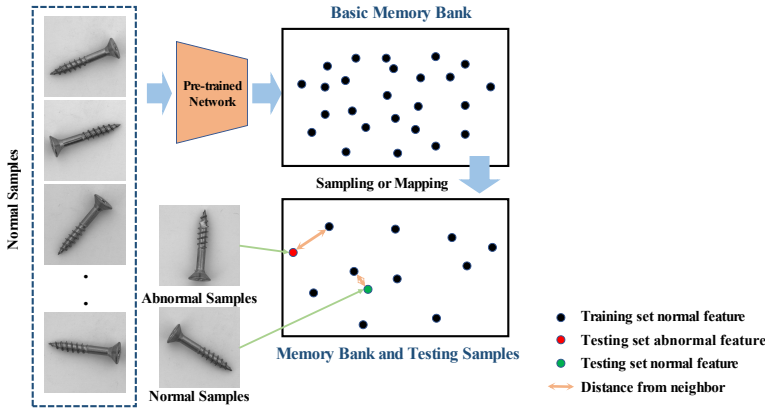 Basic Memory Bank
Normal Samples
Pre-trained
Network
Sampling or Mapping
Abnormal Samples
Normal Samples
Memory Bank and Testing Samples
Training set normal feature
Testing set abnormal feature
Testing set normal feature
Distance from neighbor